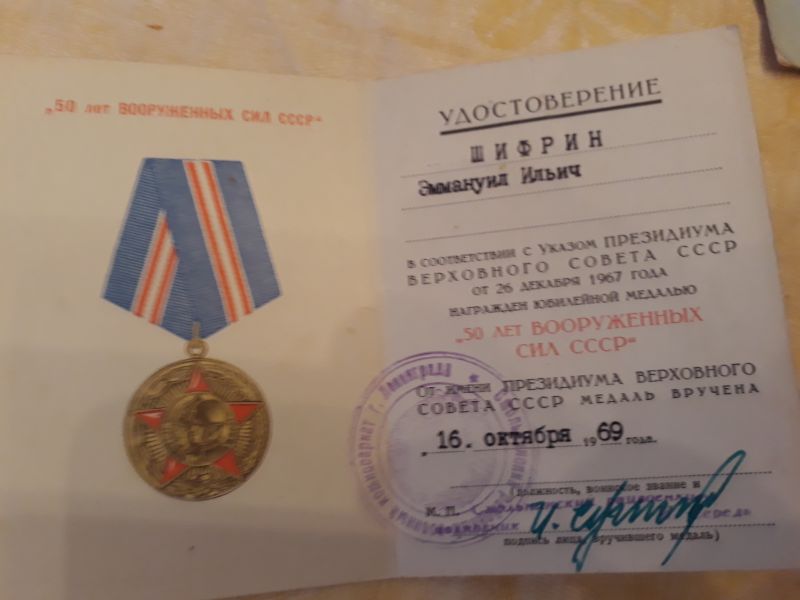 „50 лет ВООРУЖЕННЫХ СИЛ СССР“
УДОСТОВЕРЕНИЕ
ШИФРИН
Эммануил Ильич
В СООТВЕТСТВИИ С УКАЗОМ ПРЕЗИДИУМА
ВЕРХОВНОГО СОВЕТА СССР
ОТ 26 ДЕКАБРЯ 1967 ГОДА
НАГРАЖДЕН ЮБИЛЕЙНОЙ МЕДАЛЬЮ
„50 ЛЕТ ВООРУЖЕННЫХ
СИЛ СССР“
ОТ ИМЕНИ ПРЕЗИДИУМА ВЕРХОВНОГО
СОВЕТА СССР МЕДАЛЬ ВРУЧЕНА
„16. октября 1969 года.
(должность, воинское звание и
М. П.
подпись лица, вручившего медаль)
г. Ленинграда